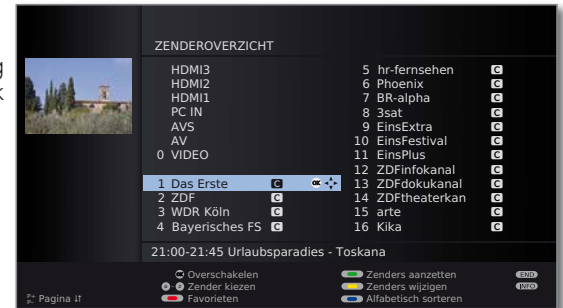 g
k
ZENDEROVERZICHT
HDMI3
HDMI2
HDMI1
PC IN
AVS
AV
0 VIDEO
1 Das Erste C OK
2 ZDF C
3 WDR Köln C
4 Bayerisches FS C
5 hr-fernsehen C
6 Phoenix C
7 BR-alpha C
8 3sat C
9 EinsExtra C
10 EinsFestival C
11 EinsPlus C
12 ZDFinfokanal C
13 ZDFdokukanal C
14 ZDFtheaterkan C
15 arte C
16 Kika C
21:00-21:45 Urlaubsparadies - Toskana
OK Overschakelen
Zender kiezen
Favorieten
Zenders aanzetten
Zenders wijzigen
Alfabetisch sorteren
END
INFO
P+ P- Pagina